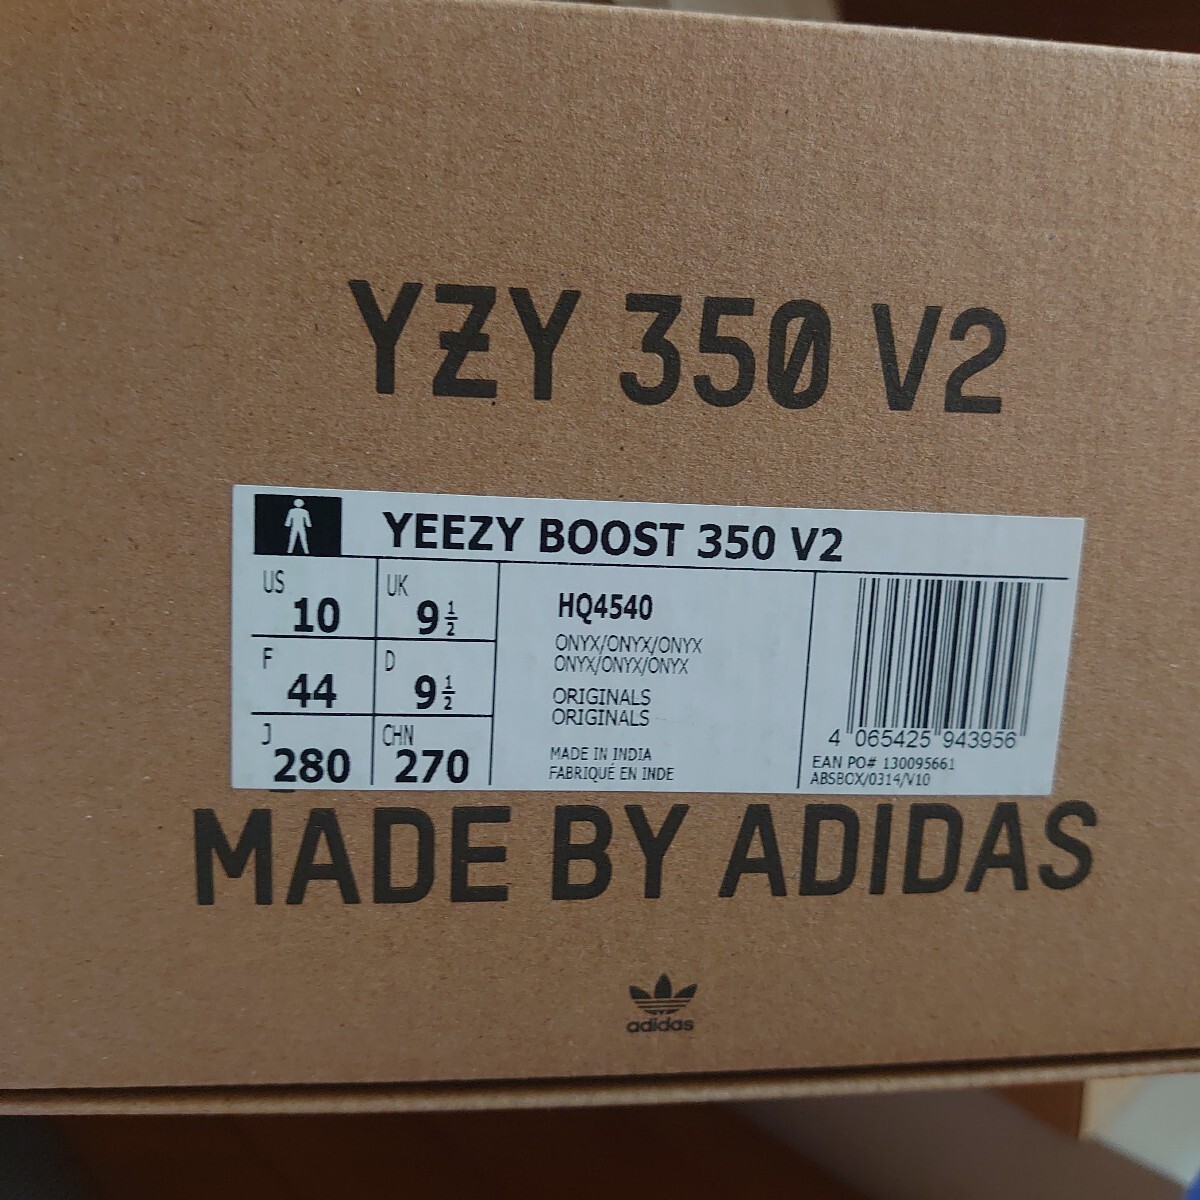 YZY 350 V2
YEEZY BOOST 350 V2
US 10 UK 9 1/2
F 44 D 9 1/2
J 280 CHN 270
HQ4540
ONYX/ONYX/ONYX
ONYX/ONYX/ONYX
ORIGINALS
ORIGINALS
MADE IN INDIA
FABRIQUÉ EN INDE
4 065425 943956
EAN PO# 130095661
ABSBOX/0314/V10
MADE BY ADIDAS
adidas